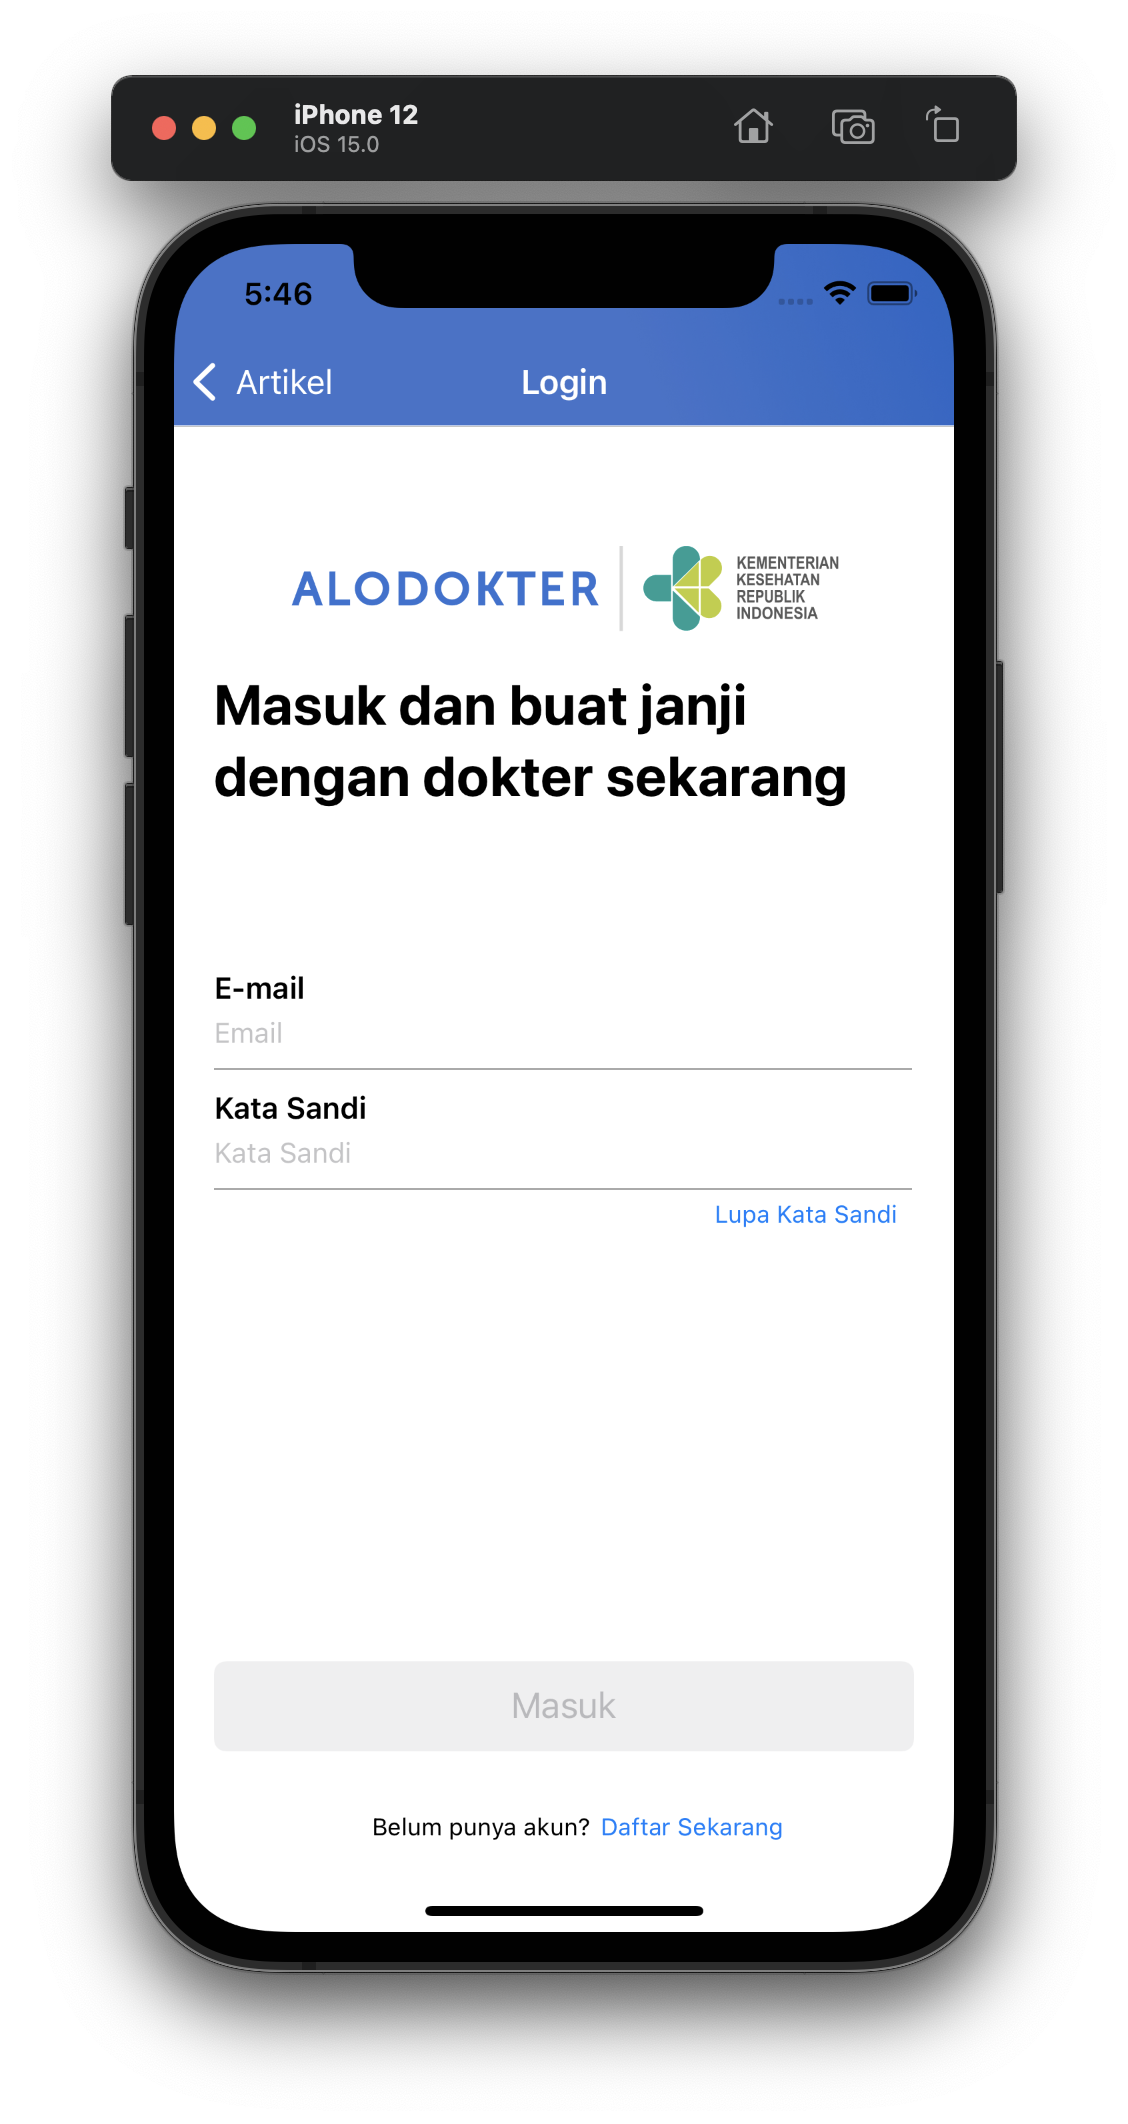 iPhone 12
iOS 15.0
5:46
Artikel
Login
ALODOKTER
KEMENTERIAN
KESEHATAN
REPUBLIK
INDONESIA
Masuk dan buat janji
dengan dokter sekarang
E-mail
Email
Kata Sandi
Kata Sandi
Lupa Kata Sandi
Masuk
Belum punya akun? Daftar Sekarang